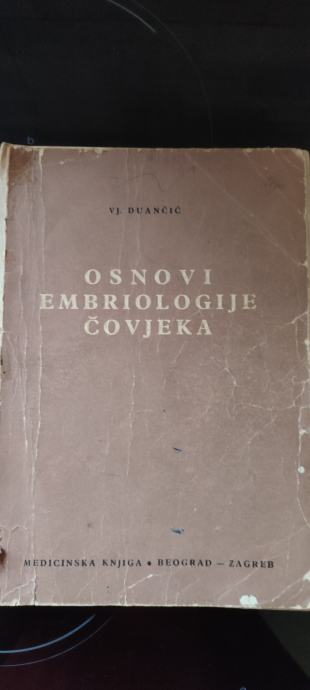 VJ. DUANČIĆ
OSNOVI
EMBRIOLOGIJE
ČOVJEKA
MEDICINSKA KNJIGA • BEOGRAD — ZAGREB